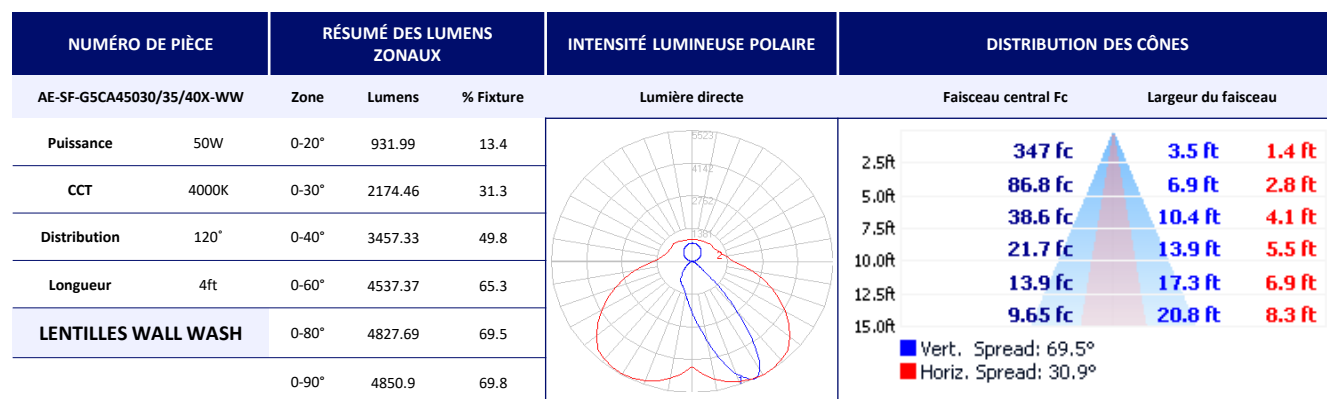 NUMÉRO DE PIÈCE
RÉSUMÉ DES LUMENS
ZONAUX
INTENSITÉ LUMINEUSE POLAIRE
DISTRIBUTION DES CÔNES
AE-SF-G5CA45030/35/40X-WW
Zone Lumens % Fixture
Lumière directe
Faisceau central Fc Largeur du faisceau
Puissance 50W
0-20° 931.99 13.4
CCT 4000K
0-30° 2174.46 31.3
Distribution 120˚
0-40° 3457.33 49.8
Longueur 4ft
0-60° 4537.37 65.3
LENTILLES WALL WASH
0-80° 4827.69 69.5
0-90° 4850.9 69.8
5523
4142
2762
1381
2
1
2.5ft 347 fc 3.5 ft 1.4 ft
5.0ft 86.8 fc 6.9 ft 2.8 ft
7.5ft 38.6 fc 10.4 ft 4.1 ft
10.0ft 21.7 fc 13.9 ft 5.5 ft
12.5ft 13.9 fc 17.3 ft 6.9 ft
15.0ft 9.65 fc 20.8 ft 8.3 ft
Vert. Spread: 69.5°
Horiz. Spread: 30.9°